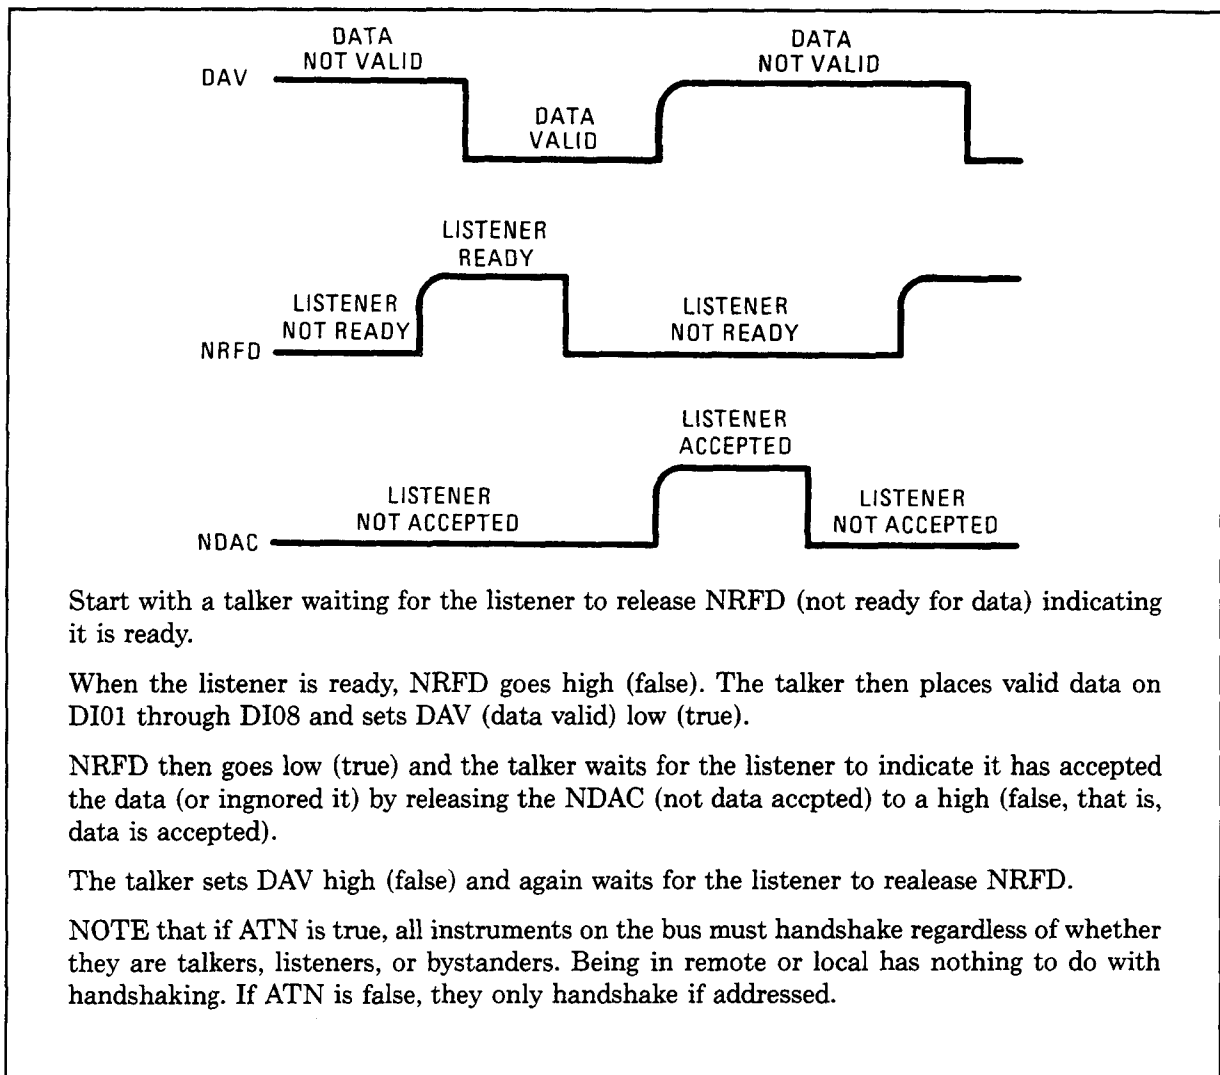 DATA
NOT VALID
DATA
NOT VALID
DAV
DATA
VALID
LISTENER
READY
LISTENER
NOT READY
LISTENER
NOT READY
NRFD
LISTENER
ACCEPTED
LISTENER
NOT ACCEPTED
LISTENER
NOT ACCEPTED
NDAC
Start with a talker waiting for the listener to release NRFD (not ready for data) indicating
it is ready.
When the listener is ready, NRFD goes high (false). The talker then places valid data on
DI01 through DI08 and sets DAV (data valid) low (true).
NRFD then goes low (true) and the talker waits for the listener to indicate it has accepted
the data (or ingnored it) by releasing the NDAC (not data accpted) to a high (false, that is,
data is accepted).
The talker sets DAV high (false) and again waits for the listener to realease NRFD.
NOTE that if ATN is true, all instruments on the bus must handshake regardless of whether
they are talkers, listeners, or bystanders. Being in remote or local has nothing to do with
handshaking. If ATN is false, they only handshake if addressed.